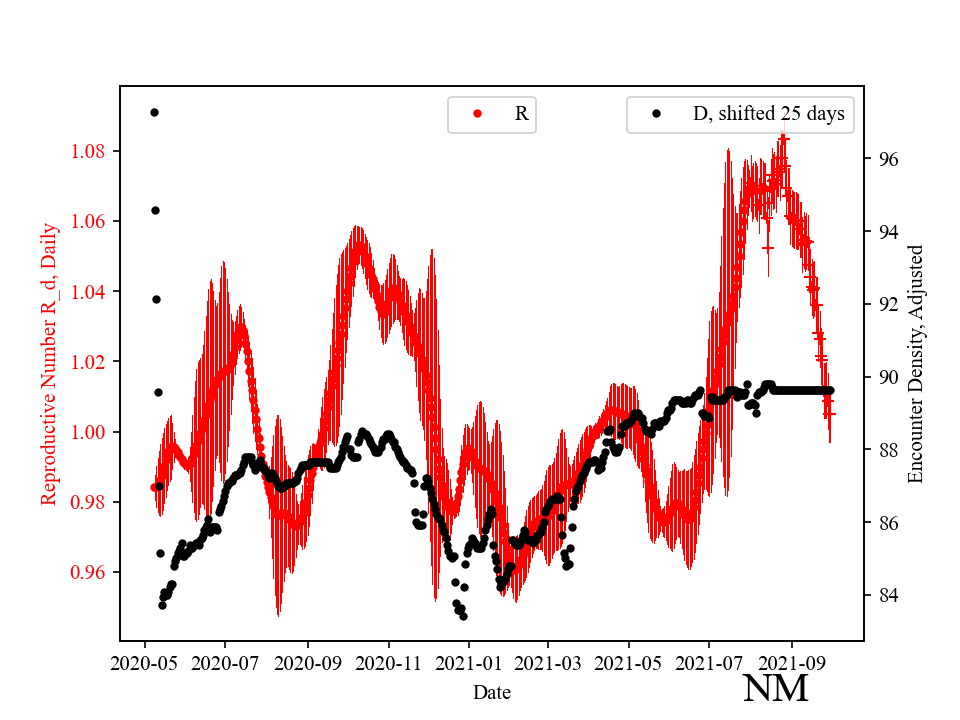 R
D, shifted 25 days
1.08
1.06
1.04
1.02
1.00
0.98
0.96
Reproductive Number R_d, Daily
96
94
92
90
88
86
84
Encounter Density, Adjusted
2020-05 2020-07 2020-09 2020-11 2021-01 2021-03 2021-05 2021-07 2021-09
Date
NM